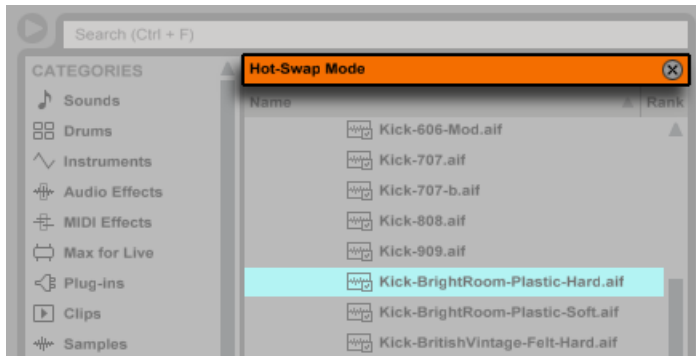 Search (Ctrl + F)
CATEGORIES
Sounds
Drums
Instruments
Audio Effects
MIDI Effects
Max for Live
Plug-ins
Clips
Samples
Hot-Swap Mode
Name Rank
Kick-606-Mod.aif
Kick-707.aif
Kick-707-b.aif
Kick-808.aif
Kick-909.aif
Kick-BrightRoom-Plastic-Hard.aif
Kick-BrightRoom-Plastic-Soft.aif
Kick-BritishVintage-Felt-Hard.aif